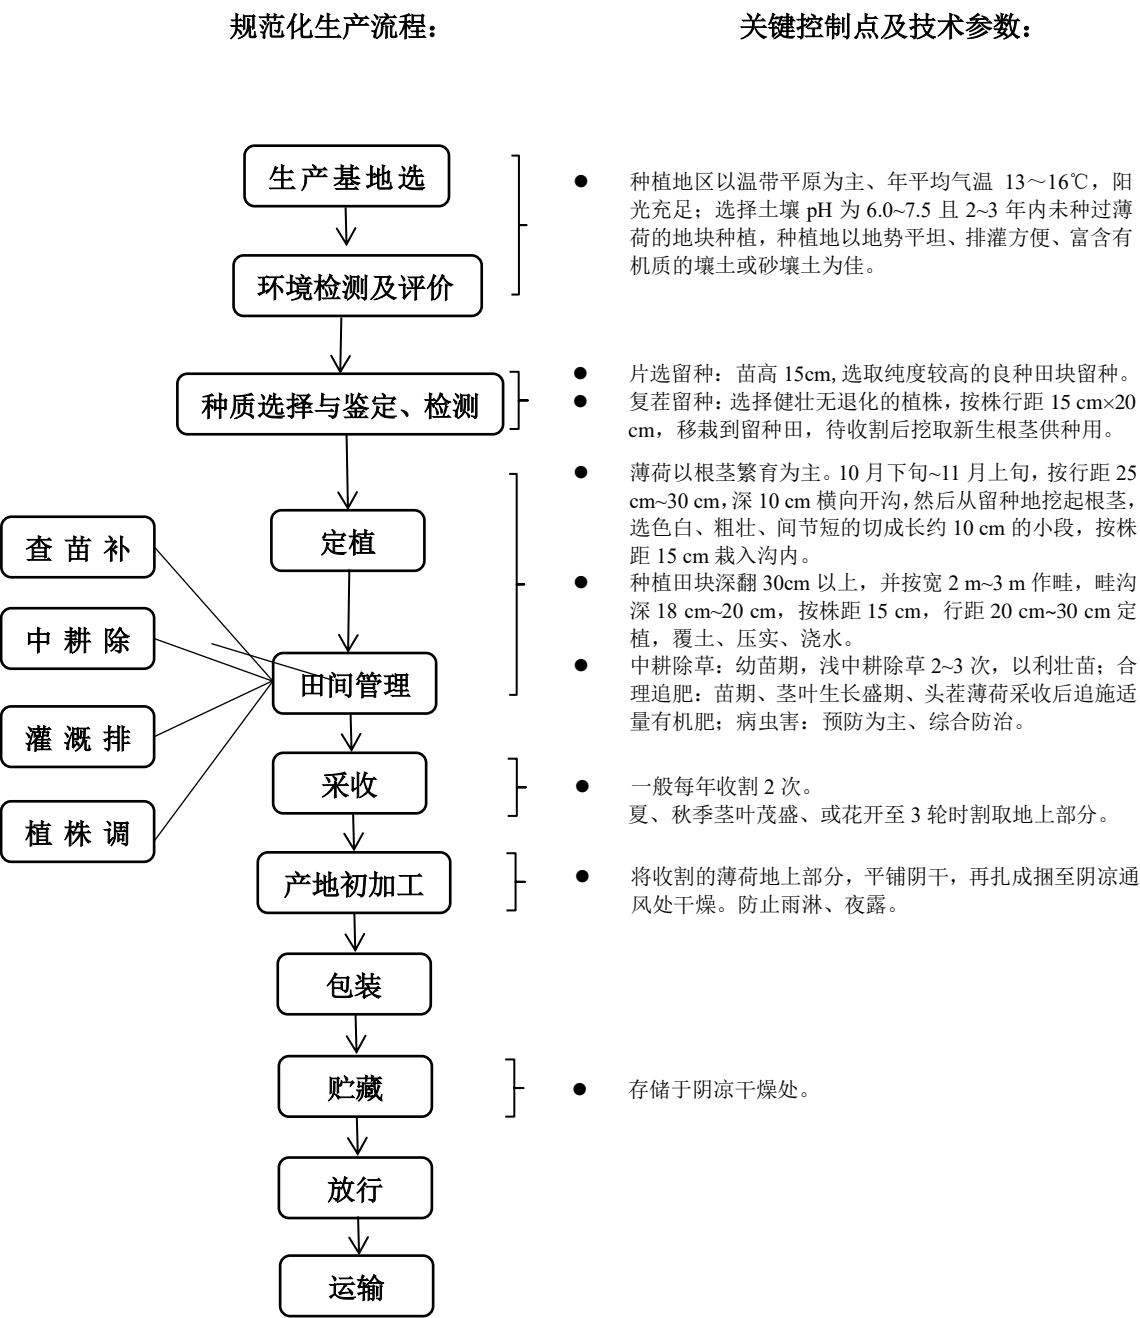 规范化生产流程：
关键控制点及技术参数：
生产基地选
环境检测及评价
种质选择与鉴定、检测
定植
田间管理
查苗补
中耕除
灌溉排
植株调
采收
产地初加工
包装
贮藏
放行
运输
● 种植地区以温带平原为主、年平均气温 13～16℃，阳
光充足；选择土壤 pH 为 6.0~7.5 且 2~3 年内未种过薄
荷的地块种植，种植地以地势平坦、排灌方便、富含有
机质的壤土或砂壤土为佳。
● 片选留种：苗高 15cm,选取纯度较高的良种田块留种。
● 复茬留种：选择健壮无退化的植株，按株行距 15 cm×20
cm，移栽到留种田，待收割后挖取新生根茎供种用。
● 薄荷以根茎繁育为主。10 月下旬~11 月上旬，按行距 25
cm~30 cm，深 10 cm 横向开沟，然后从留种地挖起根茎，
选色白、粗壮、间节短的切成长约 10 cm 的小段，按株
距 15 cm 栽入沟内。
● 种植田块深翻 30cm 以上，并按宽 2 m~3 m 作畦，畦沟
深 18 cm~20 cm，按株距 15 cm，行距 20 cm~30 cm 定
植，覆土、压实、浇水。
● 中耕除草：幼苗期，浅中耕除草 2~3 次，以利壮苗；合
理追肥：苗期、茎叶生长盛期、头茬薄荷采收后追施适
量有机肥；病虫害：预防为主、综合防治。
● 一般每年收割 2 次。
夏、秋季茎叶茂盛、或花开至 3 轮时割取地上部分。
● 将收割的薄荷地上部分，平铺阴干，再扎成捆至阴凉通
风处干燥。防止雨淋、夜露。
● 存储于阴凉干燥处。